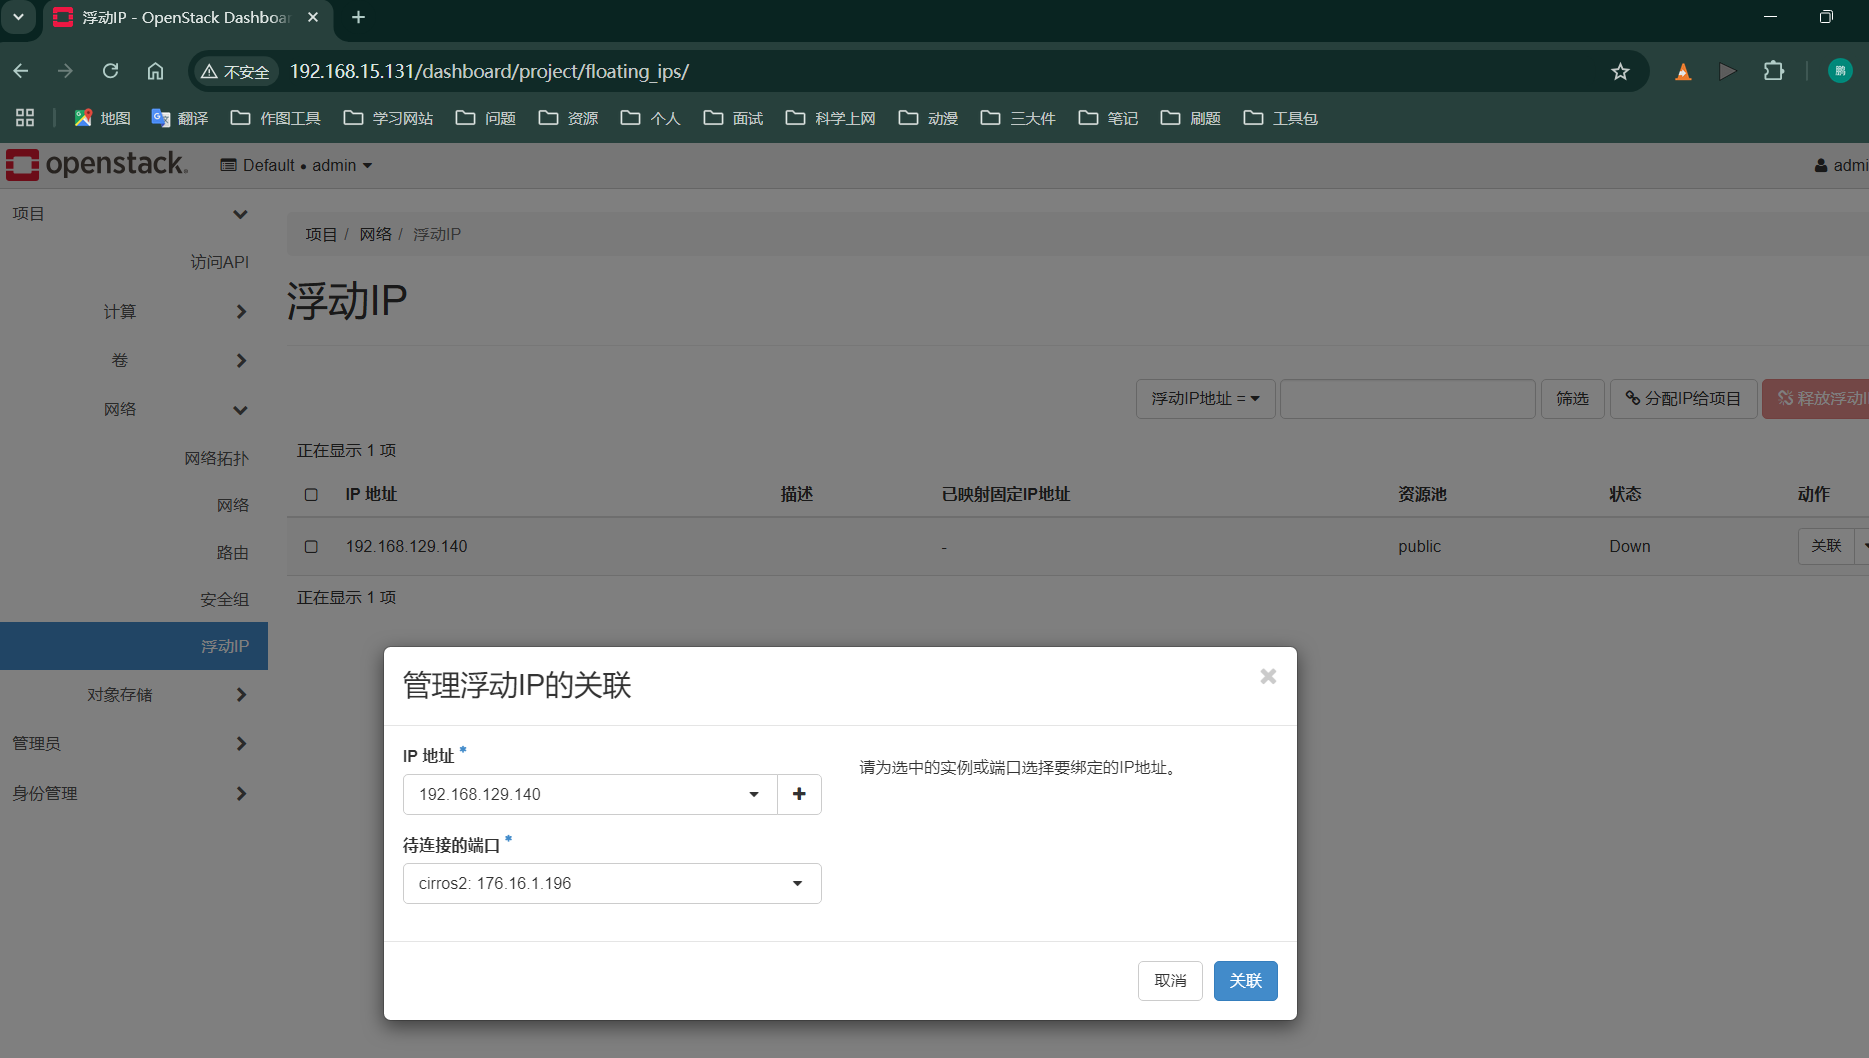 浮动IP - OpenStack Dashboar
不安全 192.168.15.131/dashboard/project/floating_ips/
地图 翻译 作图工具 学习网站 问题 资源 个人 面试 科学上网 动漫 三大件 笔记 刷题 工具包
鹏
openstack. Default • admin admi
项目
访问API
计算
卷
网络
网络拓扑
网络
路由
安全组
浮动IP
对象存储
管理员
身份管理
项目 / 网络 / 浮动IP
浮动IP
浮动IP地址 = 筛选 分配IP给项目 释放浮动I
正在显示 1 项
IP 地址 描述 已映射固定IP地址 资源池 状态 动作
192.168.129.140 - public Down 关联
正在显示 1 项
管理浮动IP的关联
IP 地址 *
192.168.129.140
请为选中的实例或端口选择要绑定的IP地址。
待连接的端口 *
cirros2: 176.16.1.196
取消 关联